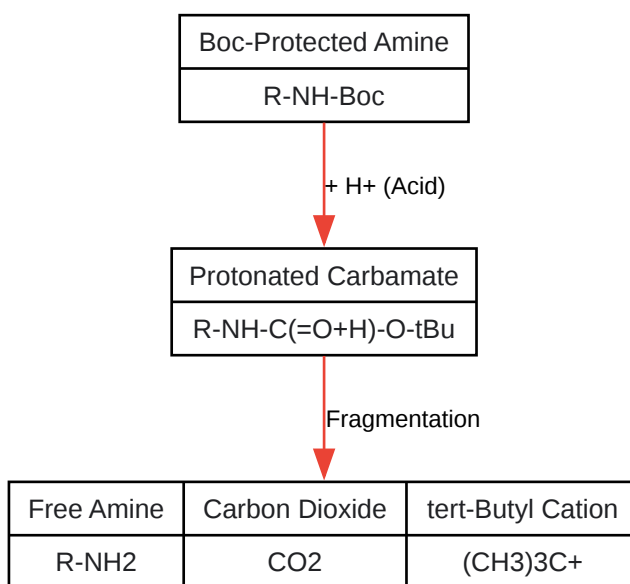 Boc-Protected Amine
R-NH-Boc
+ H+ (Acid)
Protonated Carbamate
R-NH-C(=O+H)-O-tBu
Fragmentation
Free Amine Carbon Dioxide tert-Butyl Cation
R-NH2 CO2 (CH3)3C+